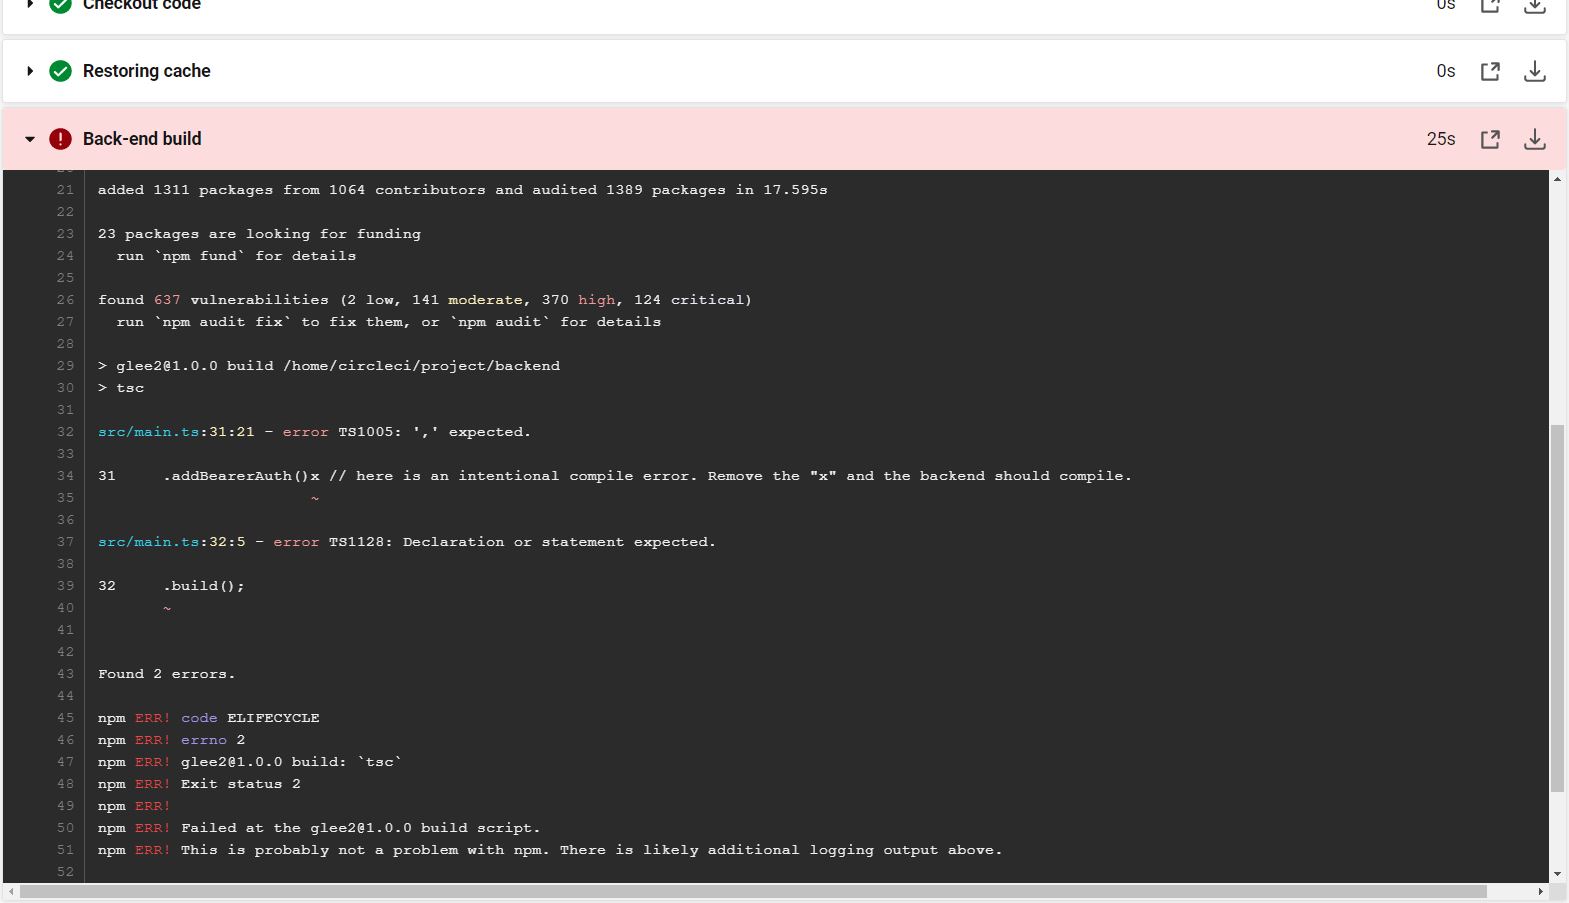 Checkout code 0s
Restoring cache 0s
Back-end build 25s
21 added 1311 packages from 1064 contributors and audited 1389 packages in 17.595s
22
23 23 packages are looking for funding
24   run `npm fund` for details
25
26 found 637 vulnerabilities (2 low, 141 moderate, 370 high, 124 critical)
27   run `npm audit fix` to fix them, or `npm audit` for details
28
29 > glee2@1.0.0 build /home/circleci/project/backend
30 > tsc
31
32 src/main.ts:31:21 - error TS1005: ',' expected.
33
34 31     .addBearerAuth()x // here is an intentional compile error. Remove the "x" and the backend should compile.
35                        ~
36
37 src/main.ts:32:5 - error TS1128: Declaration or statement expected.
38
39 32     .build();
40        ~
41
42
43 Found 2 errors.
44
45 npm ERR! code ELIFECYCLE
46 npm ERR! errno 2
47 npm ERR! glee2@1.0.0 build: `tsc`
48 npm ERR! Exit status 2
49 npm ERR!
50 npm ERR! Failed at the glee2@1.0.0 build script.
51 npm ERR! This is probably not a problem with npm. There is likely additional logging output above.
52